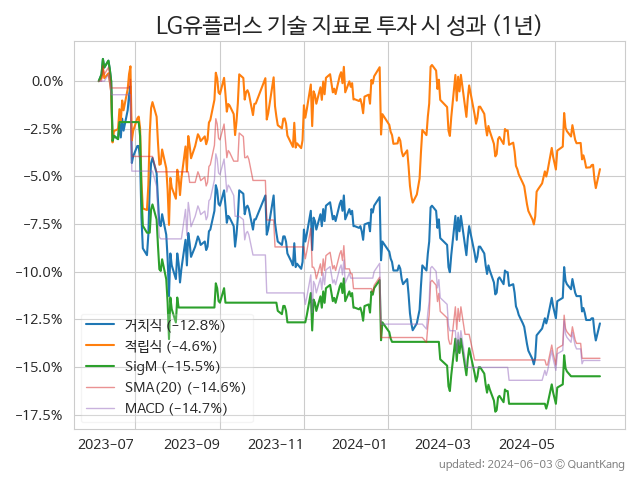 LG유플러스 기술 지표로 투자 시 성과 (1년)
0.0%
−2.5%
−5.0%
−7.5%
−10.0%
−12.5%
−15.0%
−17.5%
거치식 (−12.8%)
적립식 (−4.6%)
SigM (−15.5%)
SMA(20) (−14.6%)
MACD (−14.7%)
2023−07 2023−09 2023−11 2024−01 2024−03 2024−05
updated: 2024−06−03 ⓒ QuantKang